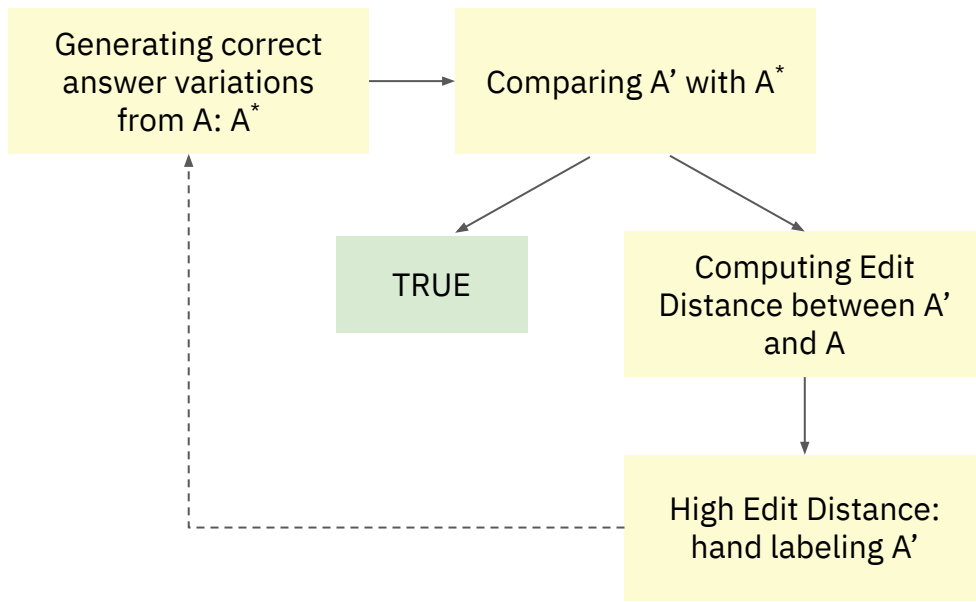 Generating correct
answer variations
from A: A*
Comparing A’ with A*
TRUE
Computing Edit
Distance between A’
and A
High Edit Distance:
hand labeling A’